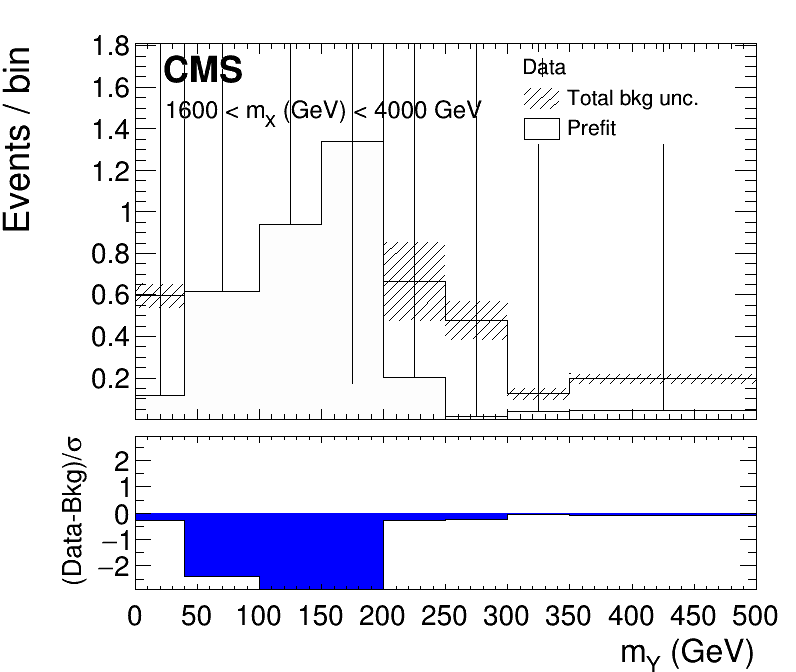 Events / bin
1.8
1.6
1.4
1.2
1
0.8
0.6
0.4
0.2
CMS
1600 < mX (GeV) < 4000 GeV
Data
Total bkg unc.
Prefit
(Data-Bkg)/σ
2
1
0
−1
−2
0 50 100 150 200 250 300 350 400 450 500
mY (GeV)